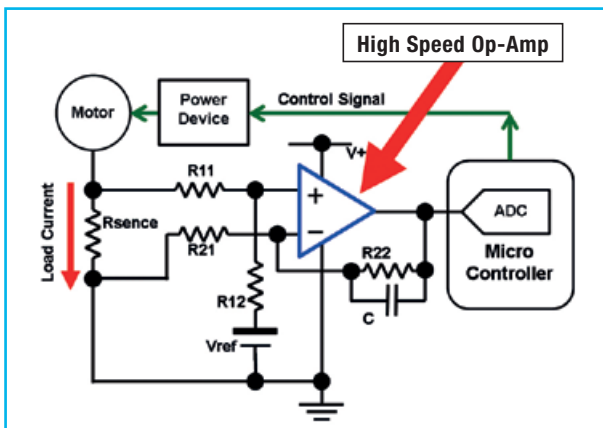 High Speed Op-Amp
Motor
Power
Device
Control Signal
V+
R11
+
ADC
Load Current
Rsence
R21
−
Micro
Controller
R22
R12
C
Vref